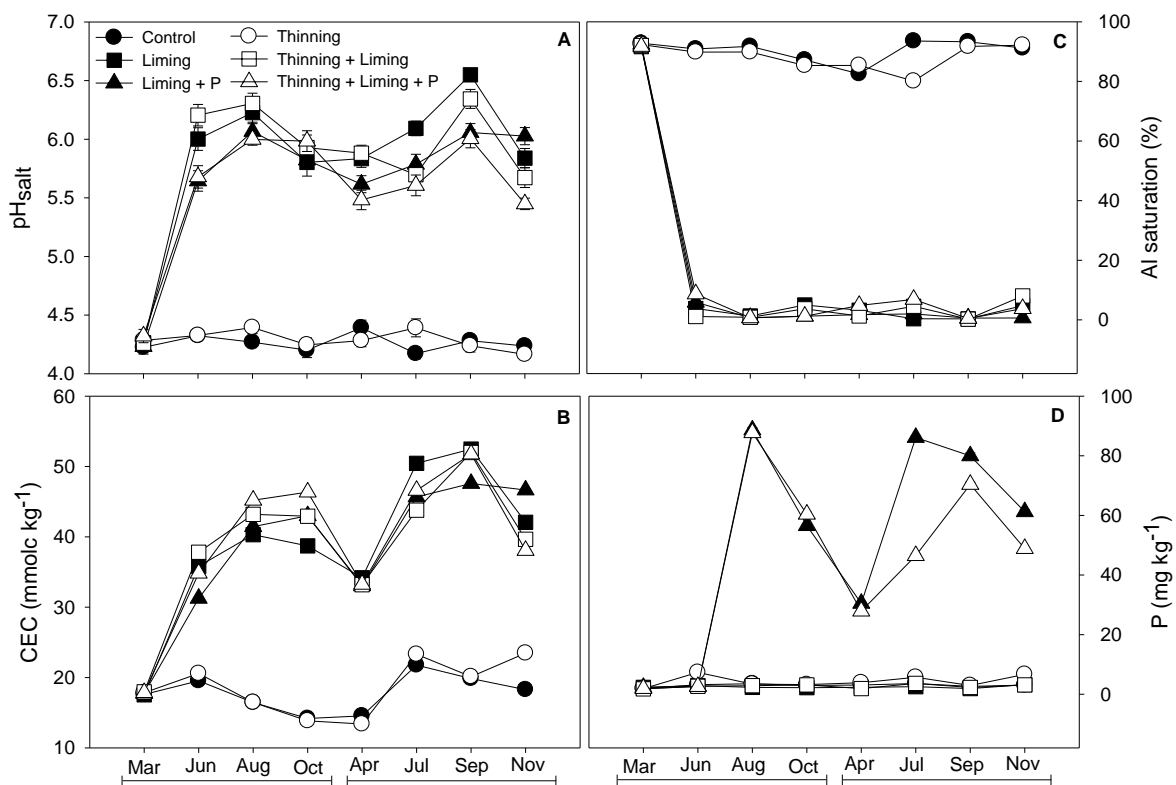 Control
Liming
Liming + P
Thinning
Thinning + Liming
Thinning + Liming + P
A
pHsalt
7.0
6.5
6.0
5.5
5.0
4.5
4.0
C
Al saturation (%)
100
80
60
40
20
0
B
CEC (mmolc kg-1)
60
50
40
30
20
10
Mar Jun Aug Oct Apr Jul Sep Nov
D
P (mg kg-1)
100
80
60
40
20
0
Mar Jun Aug Oct Apr Jul Sep Nov